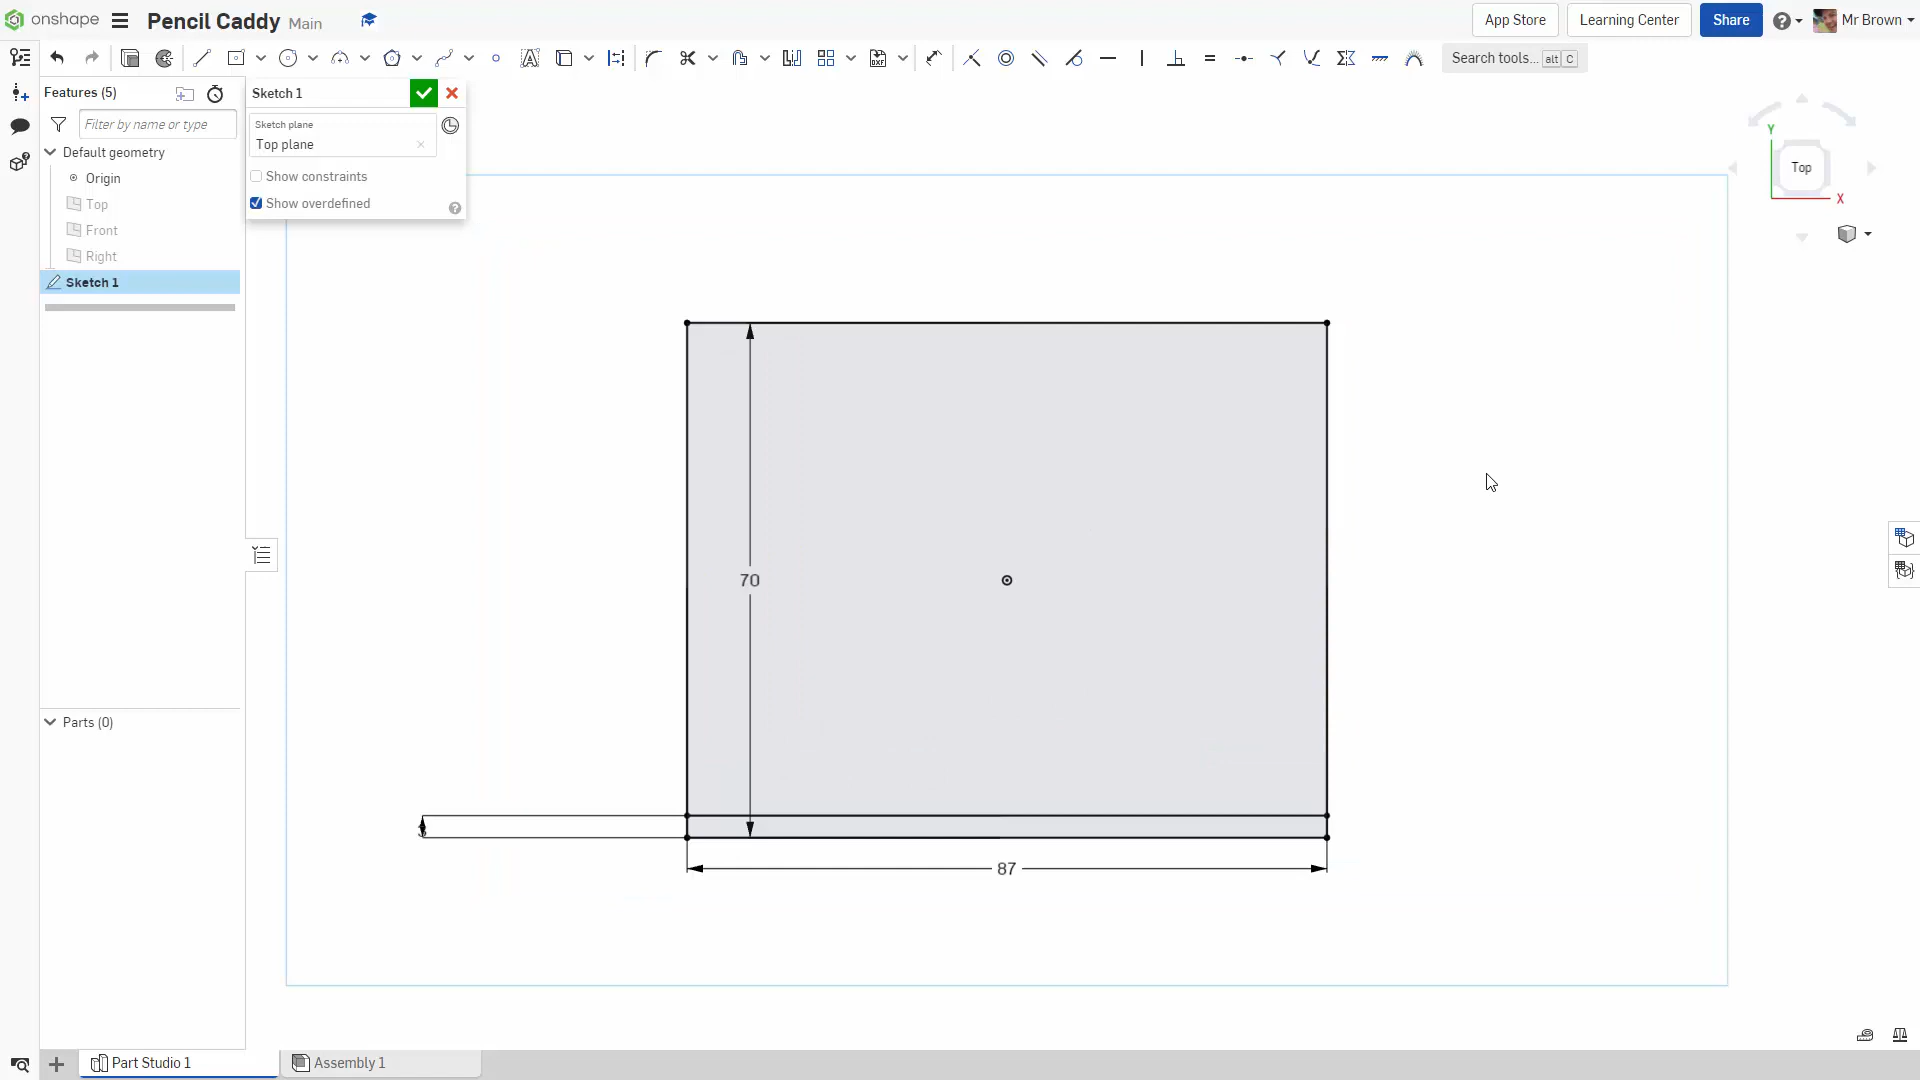 onshape Pencil Caddy Main App Store Learning Center Share Mr Brown
Search tools... alt C
Features (5)
Filter by name or type
Default geometry
Origin
Top
Front
Right
Sketch 1
Parts (0)
Sketch 1
Sketch plane
Top plane
Show constraints
Show overdefined
Y
Top
X
70
87
Part Studio 1 Assembly 1